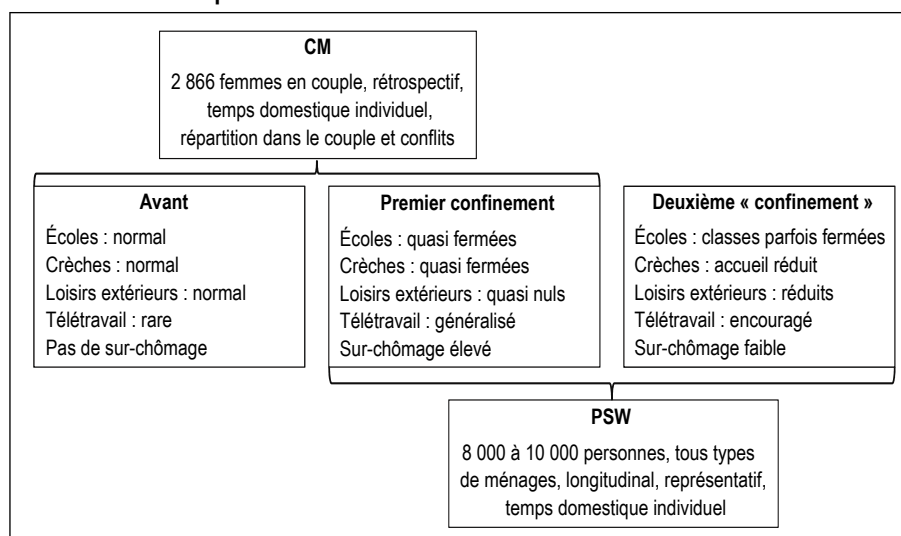 CM
2 866 femmes en couple, rétrospectif,
temps domestique individuel,
répartition dans le couple et conflits
Avant
Écoles : normal
Crèches : normal
Loisirs extérieurs : normal
Télétravail : rare
Pas de sur-chômage
Premier confinement
Écoles : quasi fermées
Crèches : quasi fermées
Loisirs extérieurs : quasi nuls
Télétravail : généralisé
Sur-chômage élevé
Deuxième « confinement »
Écoles : classes parfois fermées
Crèches : accueil réduit
Loisirs extérieurs : réduits
Télétravail : encouragé
Sur-chômage faible
PSW
8 000 à 10 000 personnes, tous types
de ménages, longitudinal, représentatif,
temps domestique individuel